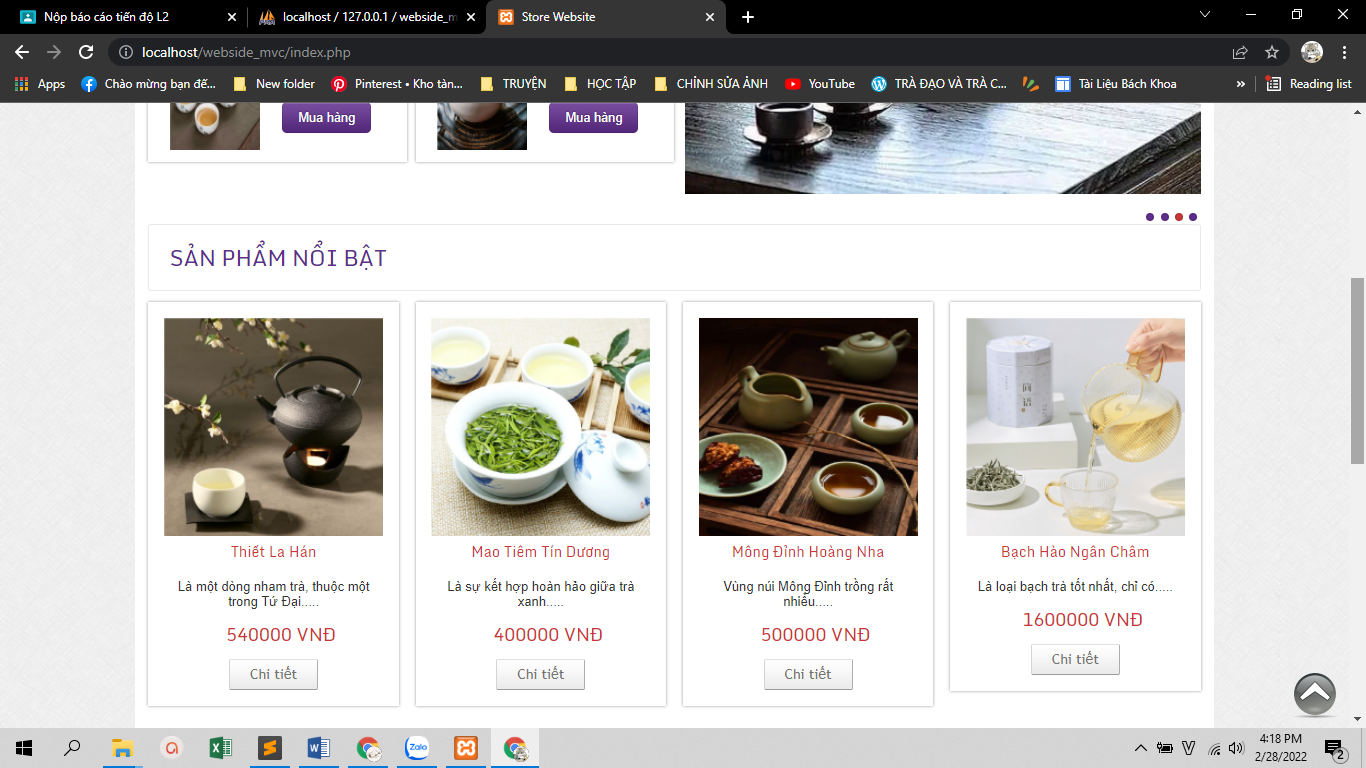 Nộp báo cáo tiến độ L2
localhost / 127.0.0.1 / webside_m
Store Website
localhost/webside_mvc/index.php
Apps
Chào mừng bạn đế...
New folder
Pinterest • Kho tàn...
TRUYỆN
HỌC TẬP
CHỈNH SỬA ẢNH
YouTube
TRÀ ĐẠO VÀ TRÀ C...
Tài Liệu Bách Khoa
»
Reading list
Mua hàng
Mua hàng
SẢN PHẨM NỔI BẬT
Thiết La Hán
Là một dòng nham trà, thuộc một
trong Tứ Đại.....
540000 VNĐ
Chi tiết
Mao Tiêm Tín Dương
Là sự kết hợp hoàn hảo giữa trà
xanh.....
400000 VNĐ
Chi tiết
Mông Đỉnh Hoàng Nha
Vùng núi Mông Đỉnh trồng rất
nhiều.....
500000 VNĐ
Chi tiết
Bạch Hào Ngân Châm
Là loại bạch trà tốt nhất, chỉ có.....
1600000 VNĐ
Chi tiết
Zalo
4:18 PM
2/28/2022
2